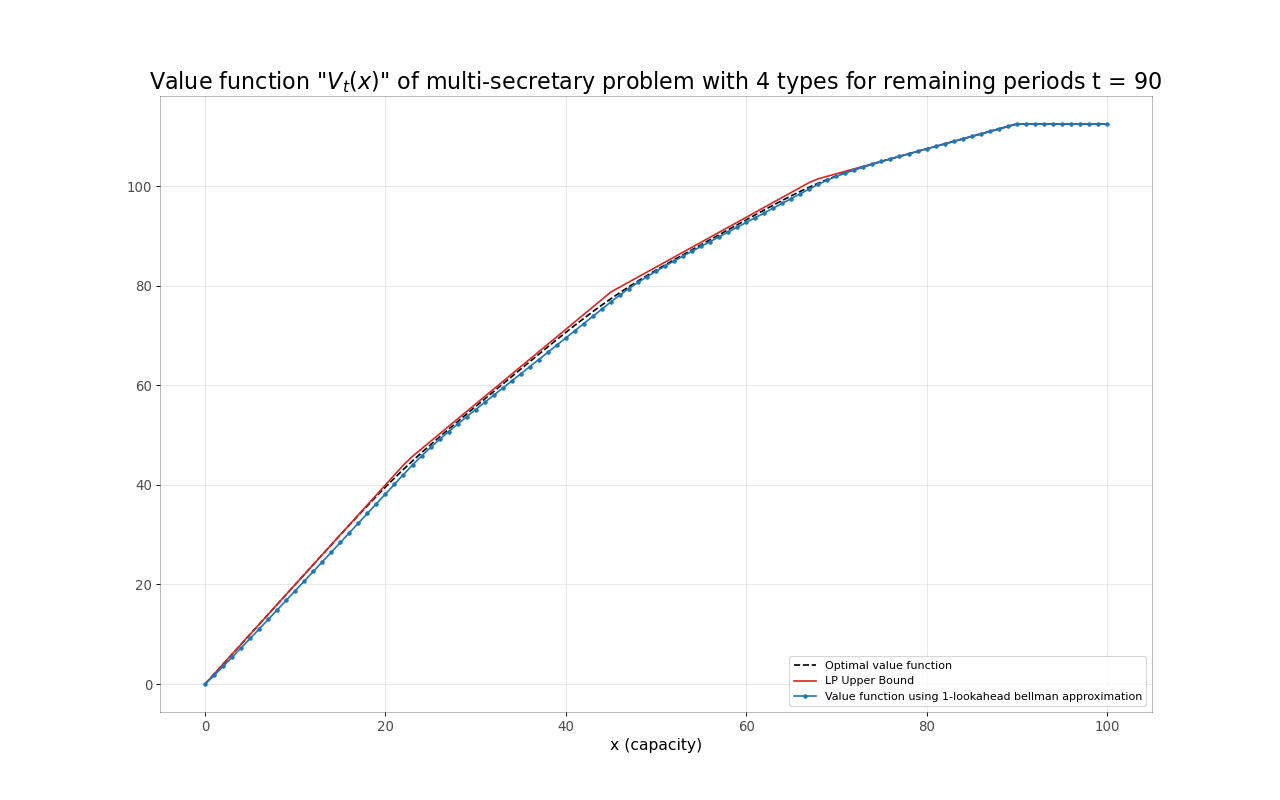 Value function "Vₜ(x)" of multi-secretary problem with 4 types for remaining periods t = 90
100
80
60
40
20
0
0 20 40 60 80 100
x (capacity)
Optimal value function
LP Upper Bound
Value function using 1-lookahead bellman approximation